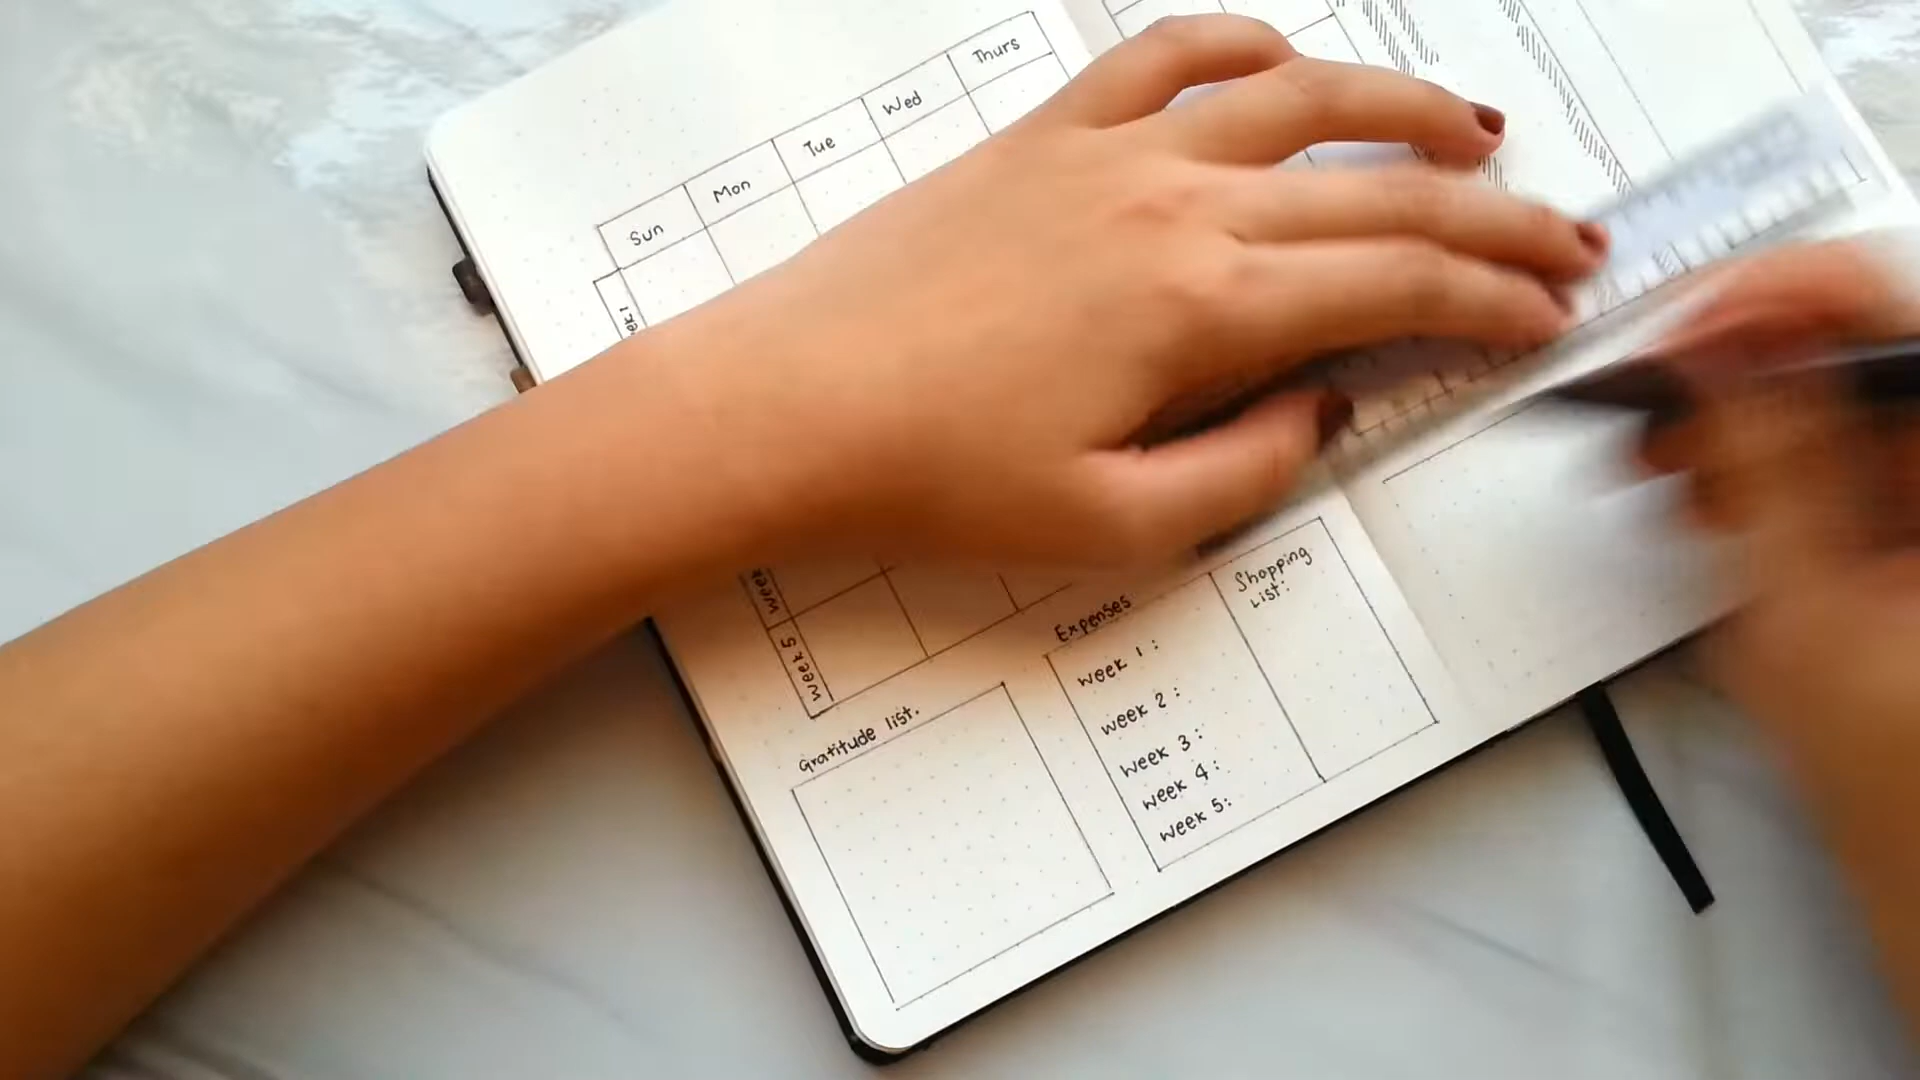 Sun Mon Tue Wed Thurs
week 5
Gratitude list.
Expenses
week 1 :
week 2 :
week 3 :
week 4 :
week 5:
Shopping
List: